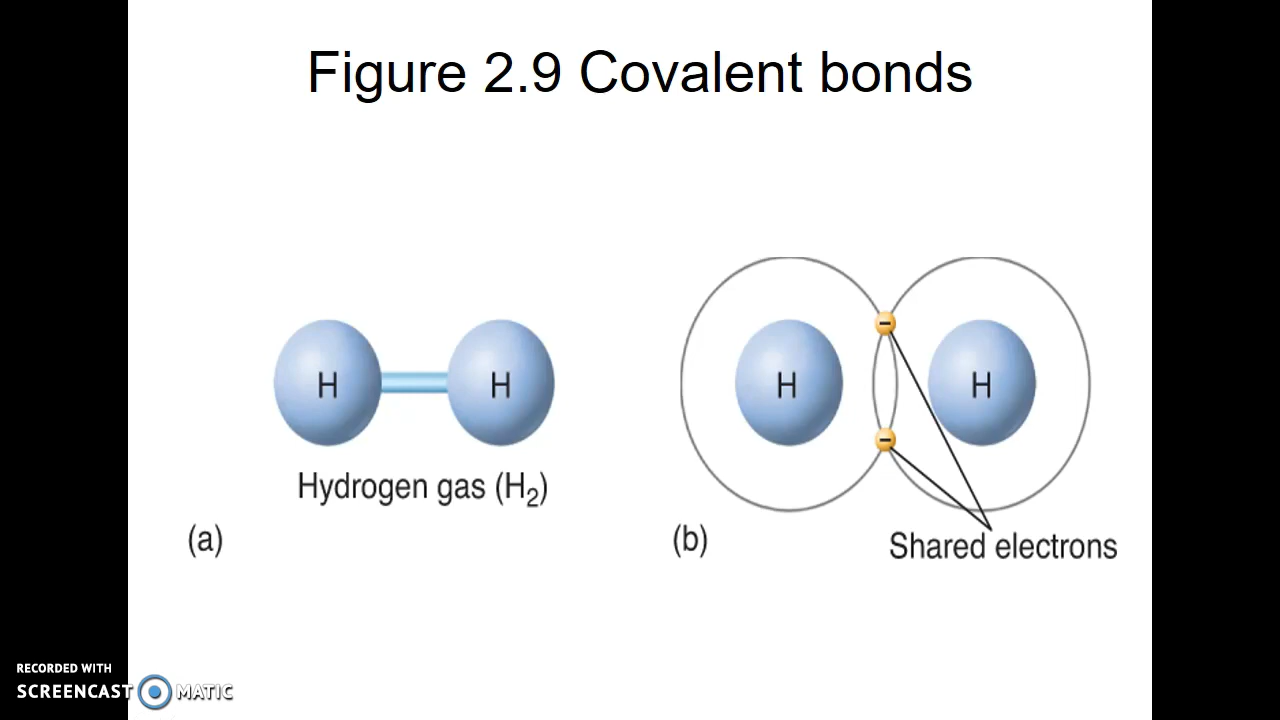 Figure 2.9 Covalent bonds
H
H
Hydrogen gas (H₂)
(a)
H
H
Shared electrons
(b)
RECORDED WITH
SCREENCAST MATIC